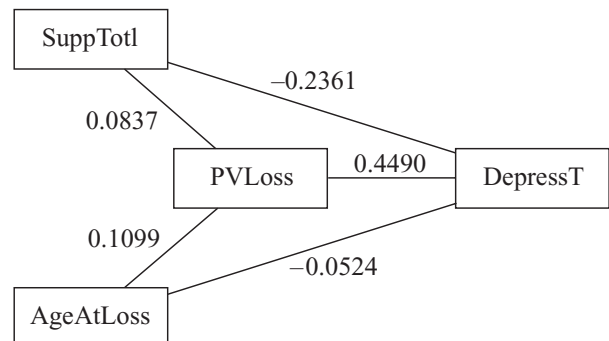 SuppTotl
–0.2361
0.0837
PVLoss
0.4490
DepressT
0.1099
–0.0524
AgeAtLoss